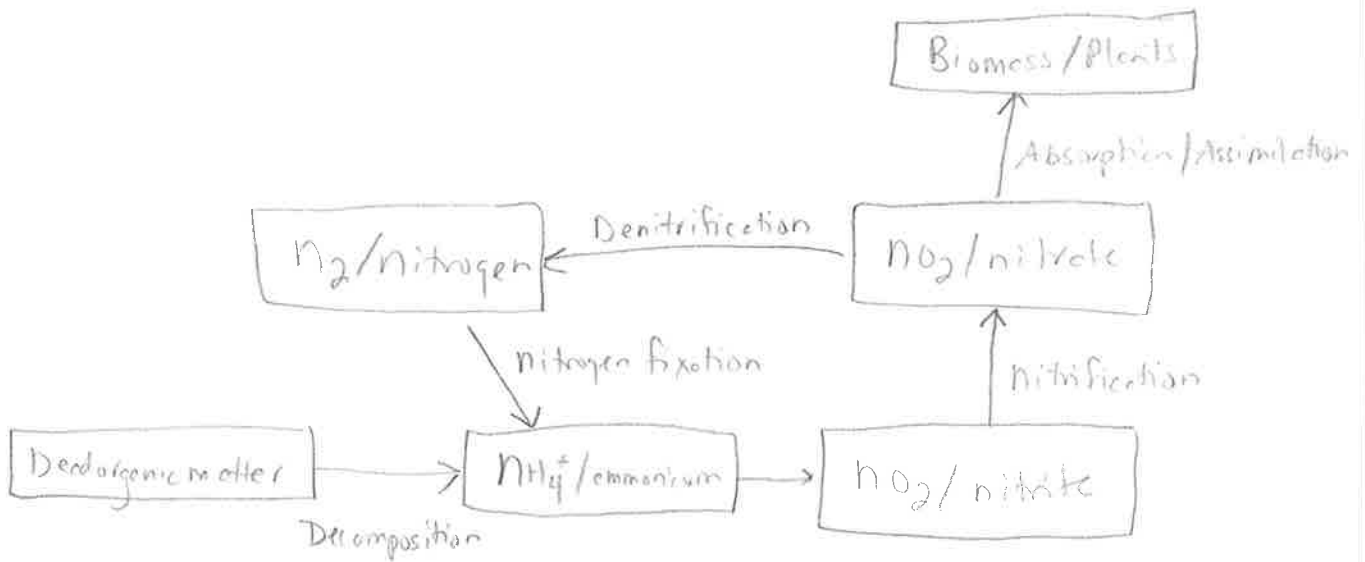 Biomass/Plants
Absorption/Assimilation
Denitrification
n2/nitrogen
nO2/nitrate
nitrogen fixation
nitrification
Dead organic matter
nH4+/ammonium
nO2/nitrite
Decomposition